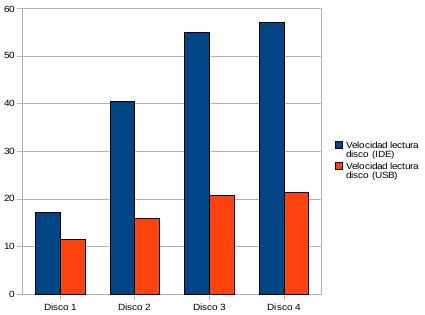 60
50
40
30
20
10
0
Disco 1
Disco 2
Disco 3
Disco 4
Velocidad lectura
disco (IDE)
Velocidad lectura
disco (USB)